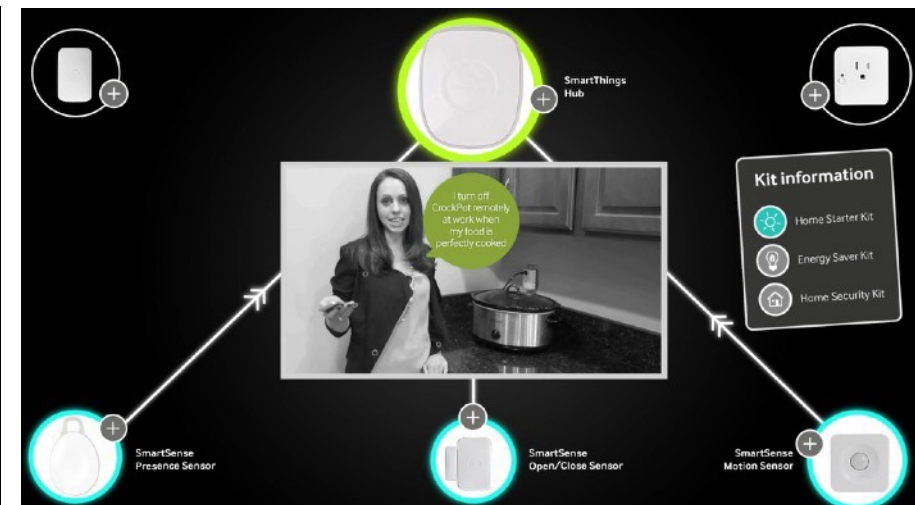 SmartThings
Hub
I turn off
CrockPot remotely
at work when
my food is
perfectly cooked
Kit information
Home Starter Kit
Energy Saver Kit
Home Security Kit
SmartSense
Presence Sensor
SmartSense
Open/Close Sensor
SmartSense
Motion Sensor